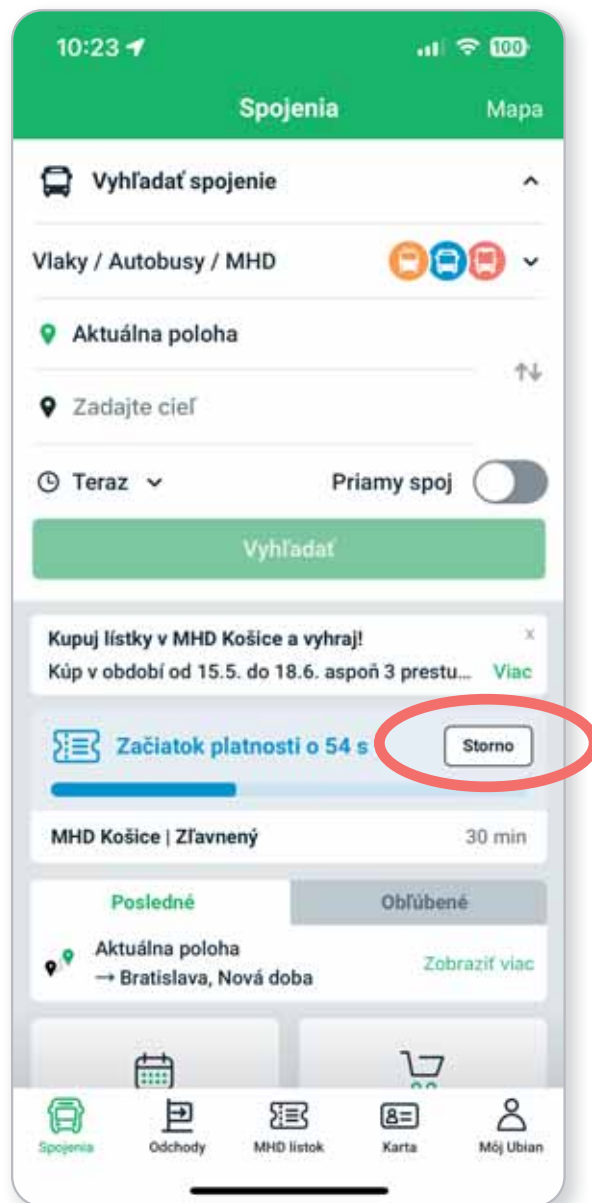 10:23
100
Spojenia
Mapa
Vyhľadať spojenie
Vlaky / Autobusy / MHD
Aktuálna poloha
Zadajte cieľ
Teraz
Priamy spoj
Vyhľadať
Kupuj lístky v MHD Košice a vyhraj!
x
Kúp v období od 15.5. do 18.6. aspoň 3 prestu...
Viac
Začiatok platnosti o 54 s
Storno
MHD Košice | Zľavnený
30 min
Posledné
Obľúbené
Aktuálna poloha
→ Bratislava, Nová doba
Zobraziť viac
Spojenia
Odchody
MHD lístok
Karta
Môj Ubian